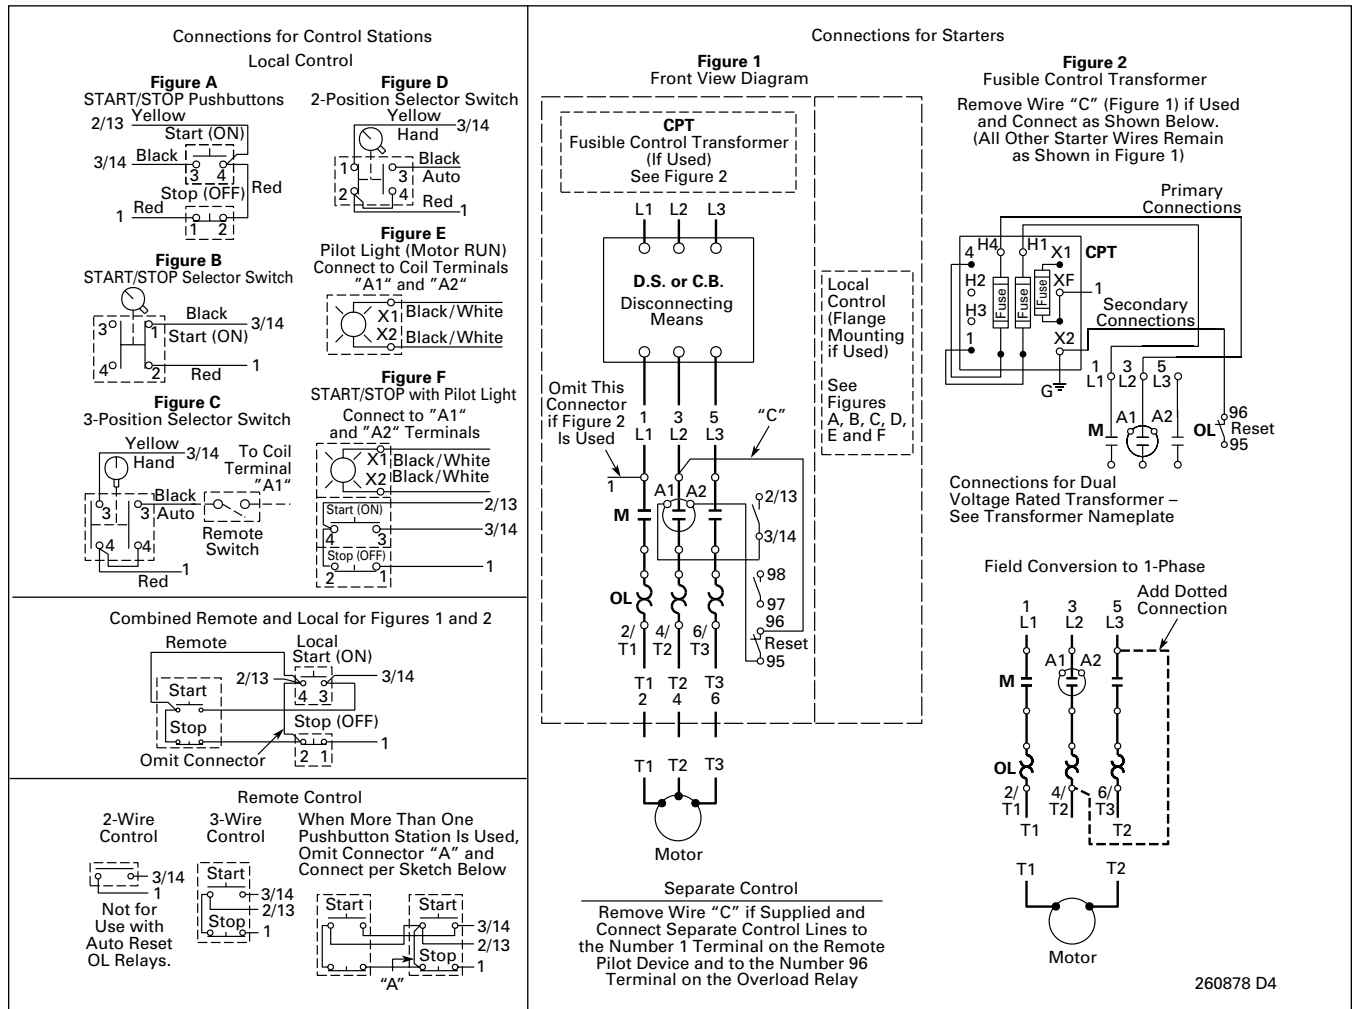 Connections for Control Stations
Local Control
Figure A
START/STOP Pushbuttons
2/13 Yellow
Start (ON)
3/14 Black
3 4
Red
Stop (OFF)
1 Red
1 2
Figure B
START/STOP Selector Switch
3 1
Black 3/14
Start (ON)
4 2
Red 1
Figure C
3-Position Selector Switch
Yellow 3/14
Hand
To Coil
Terminal
"A1“
Black
3 3 Auto
Remote
Switch
4 4
Red 1
Figure D
2-Position Selector Switch
Yellow 3/14
Hand
Black
1 3 Auto
2 4
Red 1
Figure E
Pilot Light (Motor RUN)
Connect to Coil Terminals
”A1“ and ”A2“
X1 Black/White
X2 Black/White
Figure F
START/STOP with Pilot Light
Connect to ”A1“
and ”A2“ Terminals
X1 Black/White
X2 Black/White
2/13
Start (ON)
4 3 3/14
Stop (OFF)
2 1 1
Combined Remote and Local for Figures 1 and 2
Remote
Local
Start (ON)
2/13 3/14
4 3
Start
Stop
Stop (OFF)
1
2 1
Omit Connector
Remote Control
2-Wire
Control
3/14
1
Not for
Use with
Auto Reset
OL Relays.
3-Wire
Control
Start
3/14
2/13
Stop
1
When More Than One
Pushbutton Station Is Used,
Omit Connector “A” and
Connect per Sketch Below
Start Start
3/14
2/13
Stop
1
“A”
Connections for Starters
Figure 1
Front View Diagram
CPT
Fusible Control Transformer
(If Used)
See Figure 2
L1 L2 L3
D.S. or C.B.
Disconnecting
Means
Local
Control
(Flange
Mounting
if Used)
See
Figures
A, B, C, D,
E and F
Omit This
Connector
if Figure 2
Is Used
1 3 5
L1 L2 L3
“C”
1
A1 A2
2/13
M
3/14
98
OL
97
96
2/ 4/ 6/
T1 T2 T3
Reset
95
T1 T2 T3
2 4 6
T1 T2 T3
Motor
Separate Control
Remove Wire “C” if Supplied and
Connect Separate Control Lines to
the Number 1 Terminal on the Remote
Pilot Device and to the Number 96
Terminal on the Overload Relay
Figure 2
Fusible Control Transformer
Remove Wire “C” (Figure 1) if Used
and Connect as Shown Below.
(All Other Starter Wires Remain
as Shown in Figure 1)
Primary
Connections
4 H4 H1 X1 CPT
H2 XF 1
Fuse Fuse Fuse
H3
Secondary
Connections
1 X2
G
1 3 5
L1 L2 L3
A1 A2
M
OL
96
Reset
95
Connections for Dual
Voltage Rated Transformer –
See Transformer Nameplate
Field Conversion to 1-Phase
Add Dotted
Connection
1 3 5
L1 L2 L3
A1 A2
M
OL
2/ 4/ 6/
T1 T2 T3
T1 T2
T1 T2
Motor
260878 D4